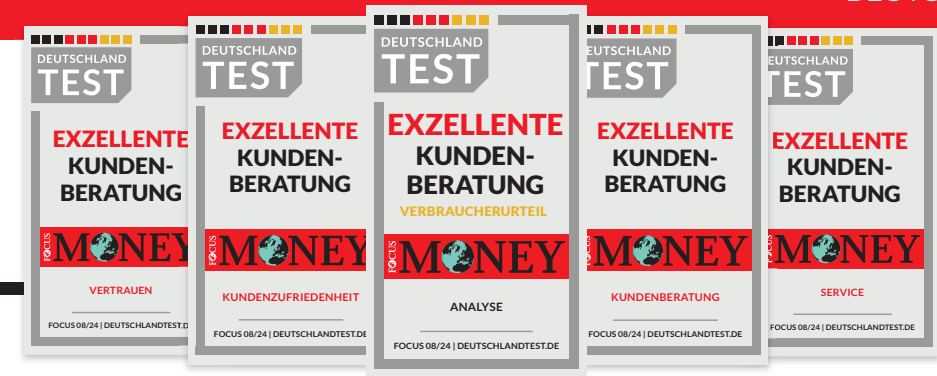 DEUTSCHLAND
TEST
EXZELLENTE
KUNDEN-
BERATUNG
FOCUS
MONEY
VERTRAUEN
FOCUS 08/24 | DEUTSCHLANDTEST.D
DEUTSCHLAND
TEST
EXZELLENTE
KUNDEN-
BERATUNG
FOCUS
MONEY
KUNDENZUFRIEDENHEIT
FOCUS 08/24 | DEUTSCHLANDTEST.DE
DEUTSCHLAND
TEST
EXZELLENTE
KUNDEN-
BERATUNG
VERBRAUCHERURTEIL
FOCUS
MONEY
ANALYSE
FOCUS 08/24 | DEUTSCHLANDTEST.DE
DEUTSCHLAND
TEST
EXZELLENTE
KUNDEN-
BERATUNG
MONEY
KUNDENBERATUNG
FOCUS 08/24 | DEUTSCHLANDTEST.DE
EUTSCHLAND
TEST
EXZELLENTE
KUNDEN-
BERATUNG
MONEY
SERVICE
FOCUS 08/24 | DEUTSCHLANDTEST.DE